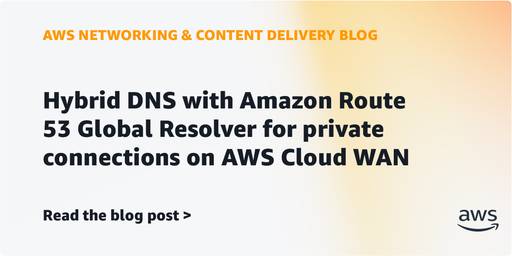 AWS NETWORKING & CONTENT DELIVERY BLOG
Hybrid DNS with Amazon Route
53 Global Resolver for private
connections on AWS Cloud WAN
Read the blog post >
aws